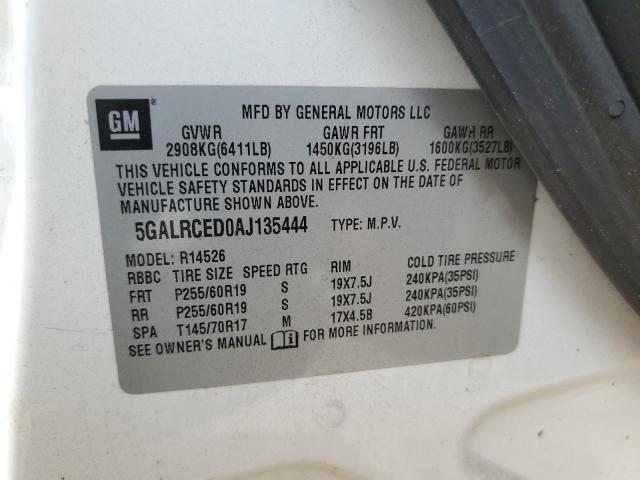 GM
®
MFD BY GENERAL MOTORS LLC
GVWR GAWR FRT GAWR RR
2908KG(6411LB) 1450KG(3196LB) 1600KG(3527LB)
THIS VEHICLE CONFORMS TO ALL APPLICABLE U.S. FEDERAL MOTOR
VEHICLE SAFETY STANDARDS IN EFFECT ON THE DATE OF
MANUFACTURE SHOWN ABOVE.
5GALRCED0AJ135444 TYPE: M.P.V.
MODEL: R14526
RBBC TIRE SIZE SPEED RTG RIM COLD TIRE PRESSURE
FRT P255/60R19 S 19X7.5J 240KPA(35PSI)
RR P255/60R19 S 19X7.5J 240KPA(35PSI)
SPA T145/70R17 M 17X4.5B 420KPA(60PSI)
SEE OWNER'S MANUAL FOR MORE INFORMATION.